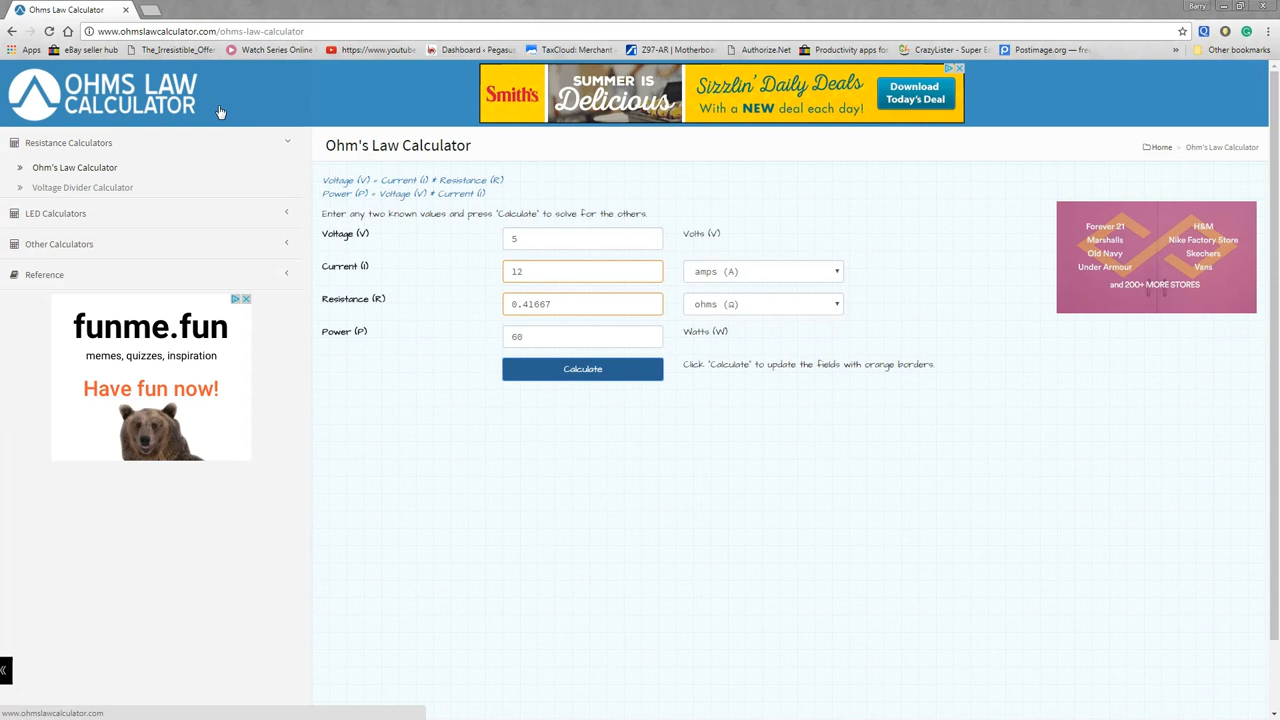 Ohms Law Calculator
Barry
www.ohmslawcalculator.com/ohms-law-calculator
Apps
eBay seller hub
The_Irresistible_Offer
Watch Series Online
https://www.youtube
Dashboard ‹ Pegasus
TaxCloud: Merchant
Z97-AR | Motherboard
Authorize.Net
Productivity apps for
CrazyLister - Super E
Postimage.org — fre
»
Other bookmarks
OHMS LAW
CALCULATOR
Smith's
SUMMER IS
Delicious
Sizzlin' Daily Deals
With a NEW deal each day!
Download
Today's Deal
Resistance Calculators
» Ohm's Law Calculator
» Voltage Divider Calculator
LED Calculators
Other Calculators
Reference
funme.fun
memes, quizzes, inspiration
Have fun now!
Ohm's Law Calculator
Home > Ohm's Law Calculator
Voltage (V) = Current (I) * Resistance (R)
Power (P) = Voltage (V) * Current (I)
Enter any two known values and press "Calculate" to solve for the others.
Voltage (V) 5 Volts (V)
Current (I) 12 amps (A)
Resistance (R) 0.41667 ohms (Ω)
Power (P) 60 Watts (W)
Calculate
Click "Calculate" to update the fields with orange borders.
Forever 21
Marshalls
Old Navy
Under Armour
H&M
Nike Factory Store
Skechers
Vans
and 200+ MORE STORES
www.ohmslawcalculator.com